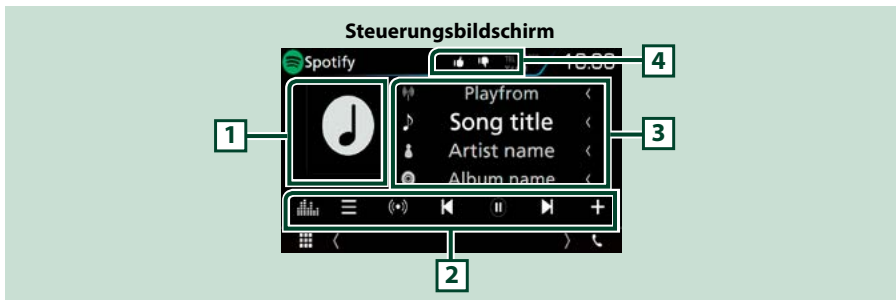 Steuerungsbildschirm
Spotify
4
Playfrom
1
Song title
3
Artist name
Album name
2